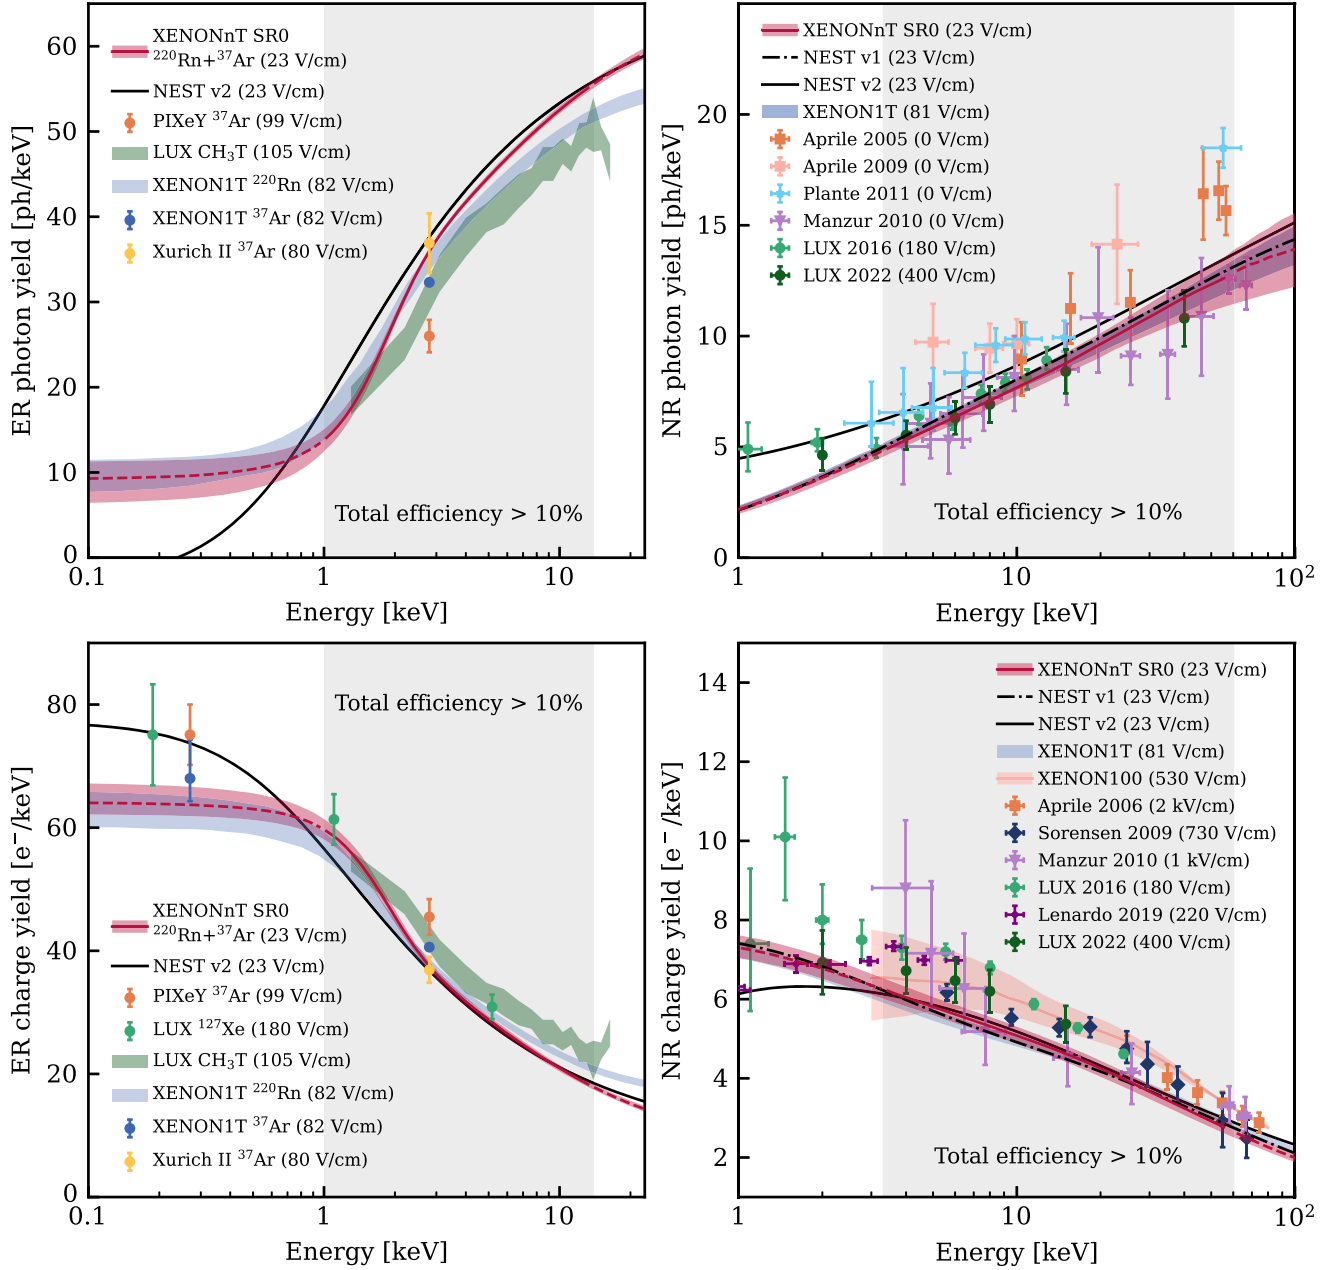 60
50
40
30
20
10
0
ER photon yield [ph/keV]
XENONnT SR0
²²⁰Rn+³⁷Ar (23 V/cm)
NEST v2 (23 V/cm)
PIXeY ³⁷Ar (99 V/cm)
LUX CH₃T (105 V/cm)
XENON1T ²²⁰Rn (82 V/cm)
XENON1T ³⁷Ar (82 V/cm)
Xurich II ³⁷Ar (80 V/cm)
Total efficiency > 10%
0.1
1
10
Energy [keV]
20
15
10
5
0
NR photon yield [ph/keV]
XENONnT SR0 (23 V/cm)
NEST v1 (23 V/cm)
NEST v2 (23 V/cm)
XENON1T (81 V/cm)
Aprile 2005 (0 V/cm)
Aprile 2009 (0 V/cm)
Plante 2011 (0 V/cm)
Manzur 2010 (0 V/cm)
LUX 2016 (180 V/cm)
LUX 2022 (400 V/cm)
Total efficiency > 10%
1
10
10²
Energy [keV]
80
60
40
20
0
ER charge yield [e⁻/keV]
Total efficiency > 10%
XENONnT SR0
²²⁰Rn+³⁷Ar (23 V/cm)
NEST v2 (23 V/cm)
PIXeY ³⁷Ar (99 V/cm)
LUX ¹²⁷Xe (180 V/cm)
LUX CH₃T (105 V/cm)
XENON1T ²²⁰Rn (82 V/cm)
XENON1T ³⁷Ar (82 V/cm)
Xurich II ³⁷Ar (80 V/cm)
0.1
1
10
Energy [keV]
14
12
10
8
6
4
2
NR charge yield [e⁻/keV]
XENONnT SR0 (23 V/cm)
NEST v1 (23 V/cm)
NEST v2 (23 V/cm)
XENON1T (81 V/cm)
XENON100 (530 V/cm)
Aprile 2006 (2 kV/cm)
Sorensen 2009 (730 V/cm)
Manzur 2010 (1 kV/cm)
LUX 2016 (180 V/cm)
Lenardo 2019 (220 V/cm)
LUX 2022 (400 V/cm)
Total efficiency > 10%
1
10
10²
Energy [keV]